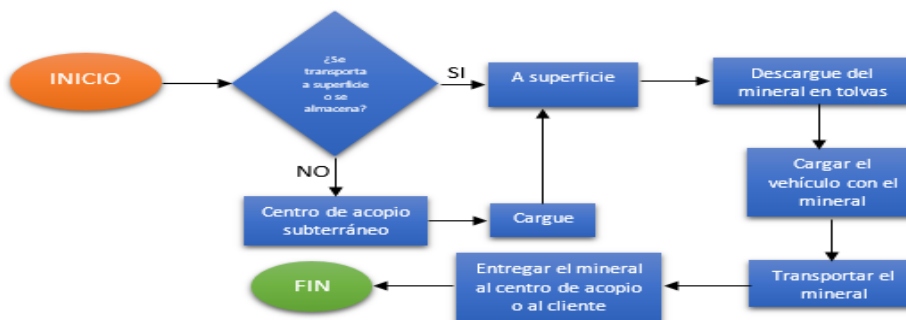 INICIO
¿Se
transporta
a superficie
o se
almacena?
SI
A superficie
Descargue del
mineral en tolvas
NO
Cargar el
vehículo con el
mineral
Centro de acopio
subterráneo
Cargue
Transportar el
mineral
Entregar el mineral
al centro de acopio
o al cliente
FIN